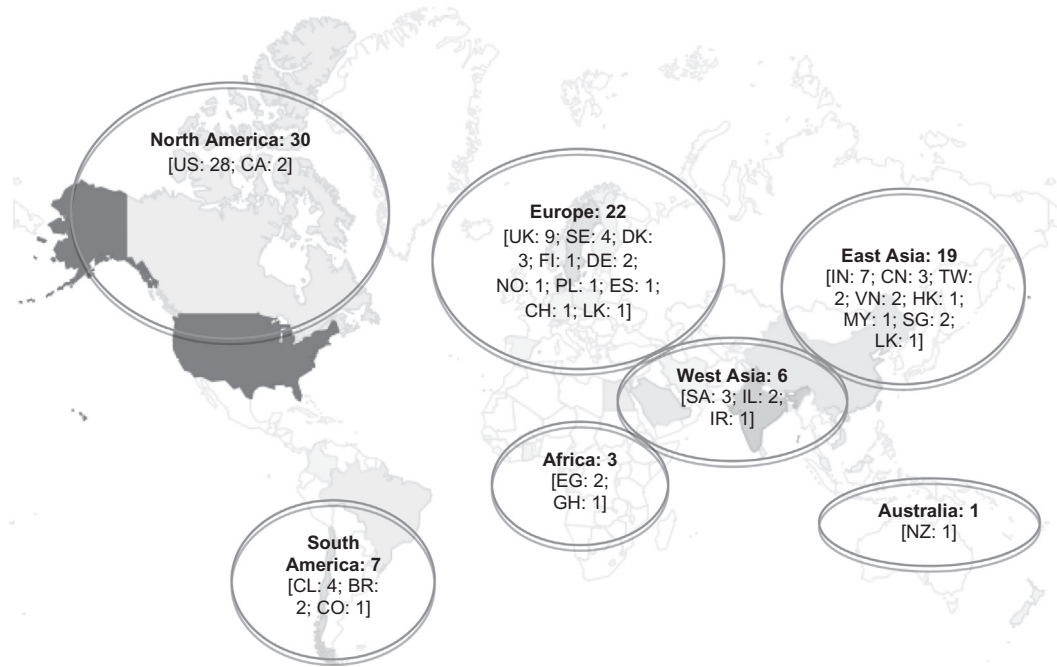 North America: 30
[US: 28; CA: 2]
Europe: 22
[UK: 9; SE: 4; DK:
3; FI: 1; DE: 2;
NO: 1; PL: 1; ES: 1;
CH: 1; LK: 1]
East Asia: 19
[IN: 7; CN: 3; TW:
2; VN: 2; HK: 1;
MY: 1; SG: 2;
LK: 1]
West Asia: 6
[SA: 3; IL: 2;
IR: 1]
Africa: 3
[EG: 2;
GH: 1]
Australia: 1
[NZ: 1]
South
America: 7
[CL: 4; BR:
2; CO: 1]